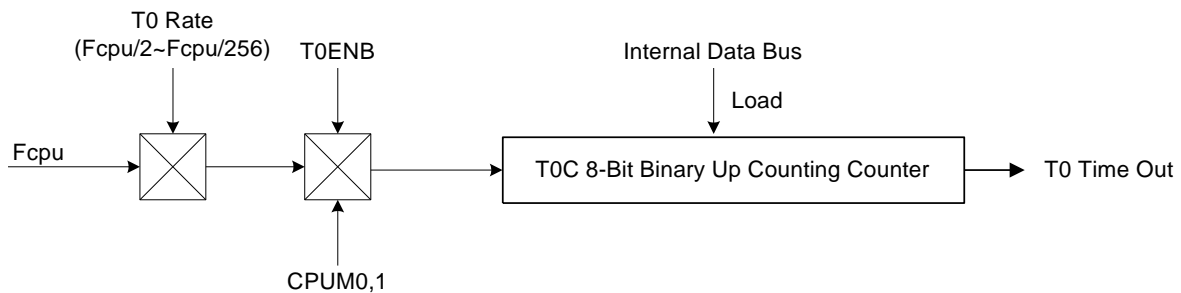 T0 Rate
(Fcpu/2~Fcpu/256)
T0ENB
Internal Data Bus
Load
Fcpu
T0C 8-Bit Binary Up Counting Counter
T0 Time Out
CPUM0,1